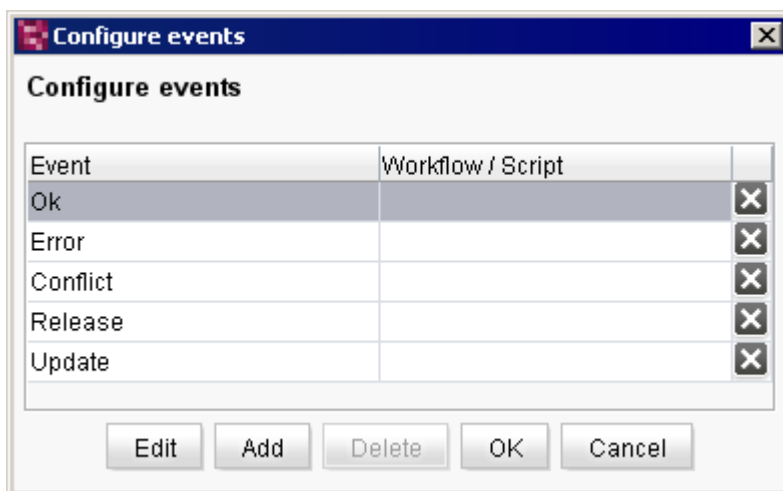 Configure events
Configure events
Event Workflow / Script
Ok
Error
Conflict
Release
Update
Edit Add Delete OK Cancel